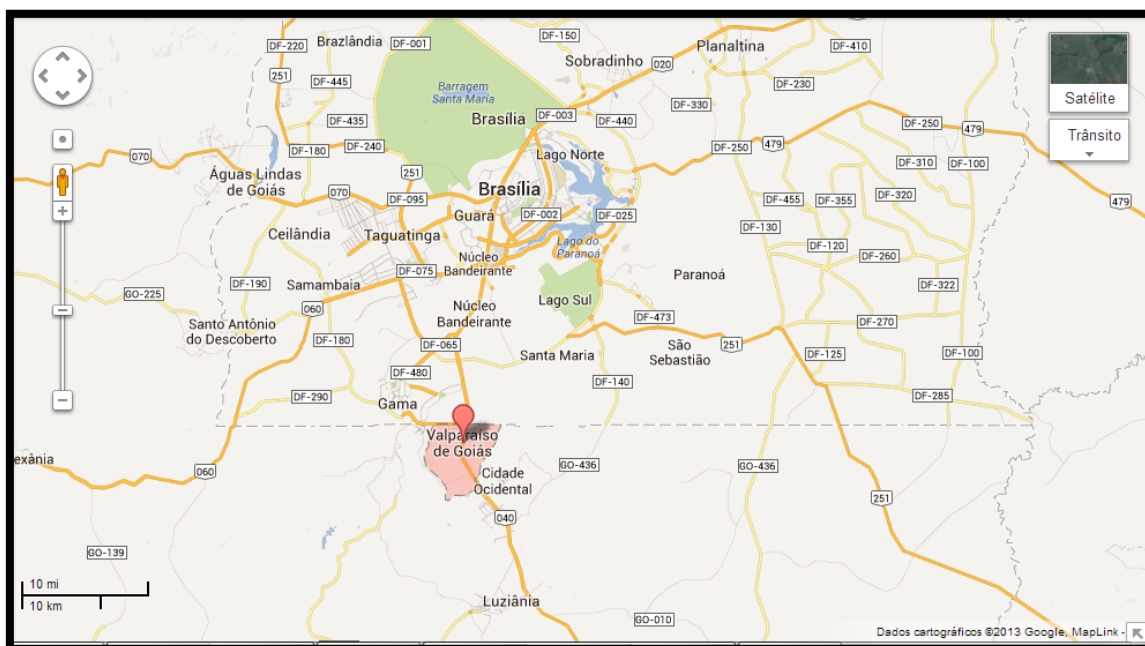 DF-220
Brazlândia
DF-001
DF-150
Sobradinho
Planaltina
DF-410
020
251
DF-445
Barragem
Santa Maria
DF-230
Satélite
DF-435
Brasília
DF-003
DF-440
DF-330
DF-250
479
Trânsito
070
DF-180
DF-240
Lago Norte
DF-250
479
DF-310
DF-100
Águas Lindas
de Goiás
251
070
DF-095
Brasília
DF-455
DF-355
DF-320
479
Guará
DF-002
DF-025
DF-130
Ceilândia
Taguatinga
Lago do
Paranoá
DF-120
DF-260
Núcleo
Bandeirante
DF-075
Paranoá
DF-190
Samambaia
DF-322
GO-225
060
Núcleo
Bandeirante
Lago Sul
DF-473
DF-270
Santo Antônio
do Descoberto
DF-180
DF-065
Santa Maria
São
Sebastião
251
DF-125
DF-100
DF-480
DF-140
DF-290
Gama
DF-285
Valparaíso
de Goiás
exânia
060
Cidade
Ocidental
GO-436
GO-436
251
040
GO-139
10 mi
10 km
Luziânia
GO-010
Dados cartográficos ©2013 Google, MapLink -